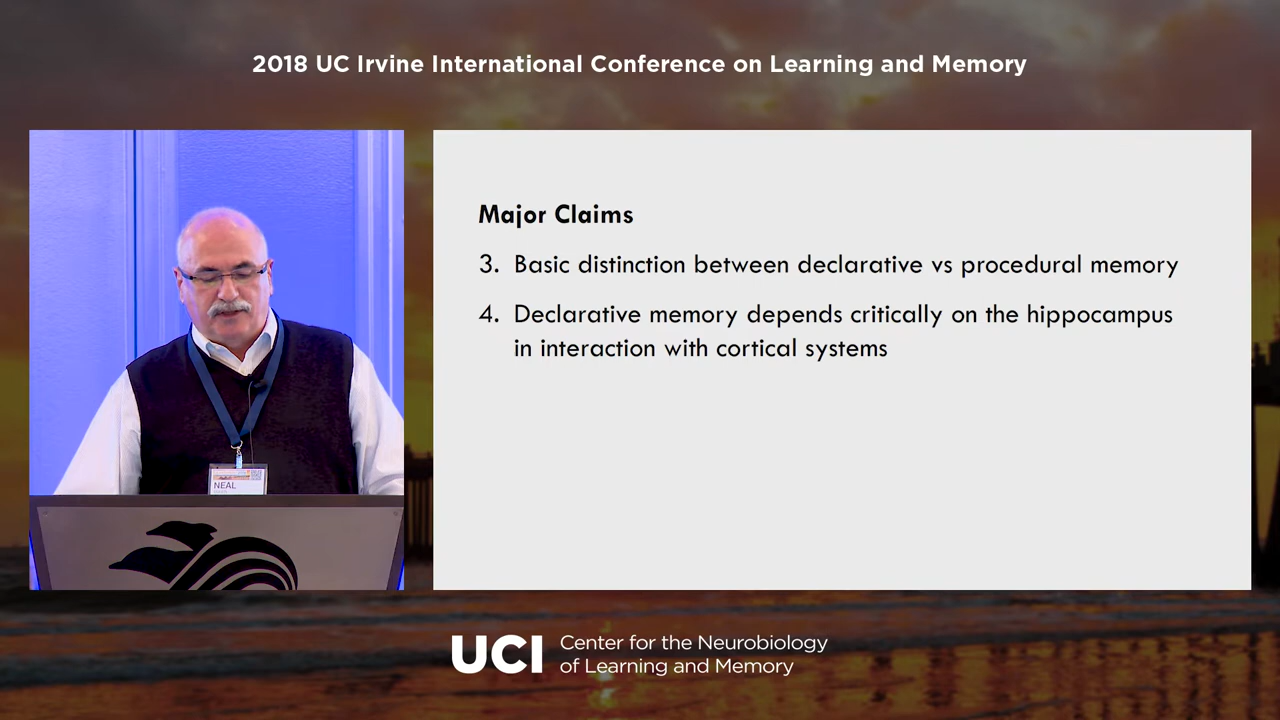 2018 UC Irvine International Conference on Learning and Memory
NEAL
Major Claims
3. Basic distinction between declarative vs procedural memory
4. Declarative memory depends critically on the hippocampus
in interaction with cortical systems
UCI
Center for the Neurobiology
of Learning and Memory